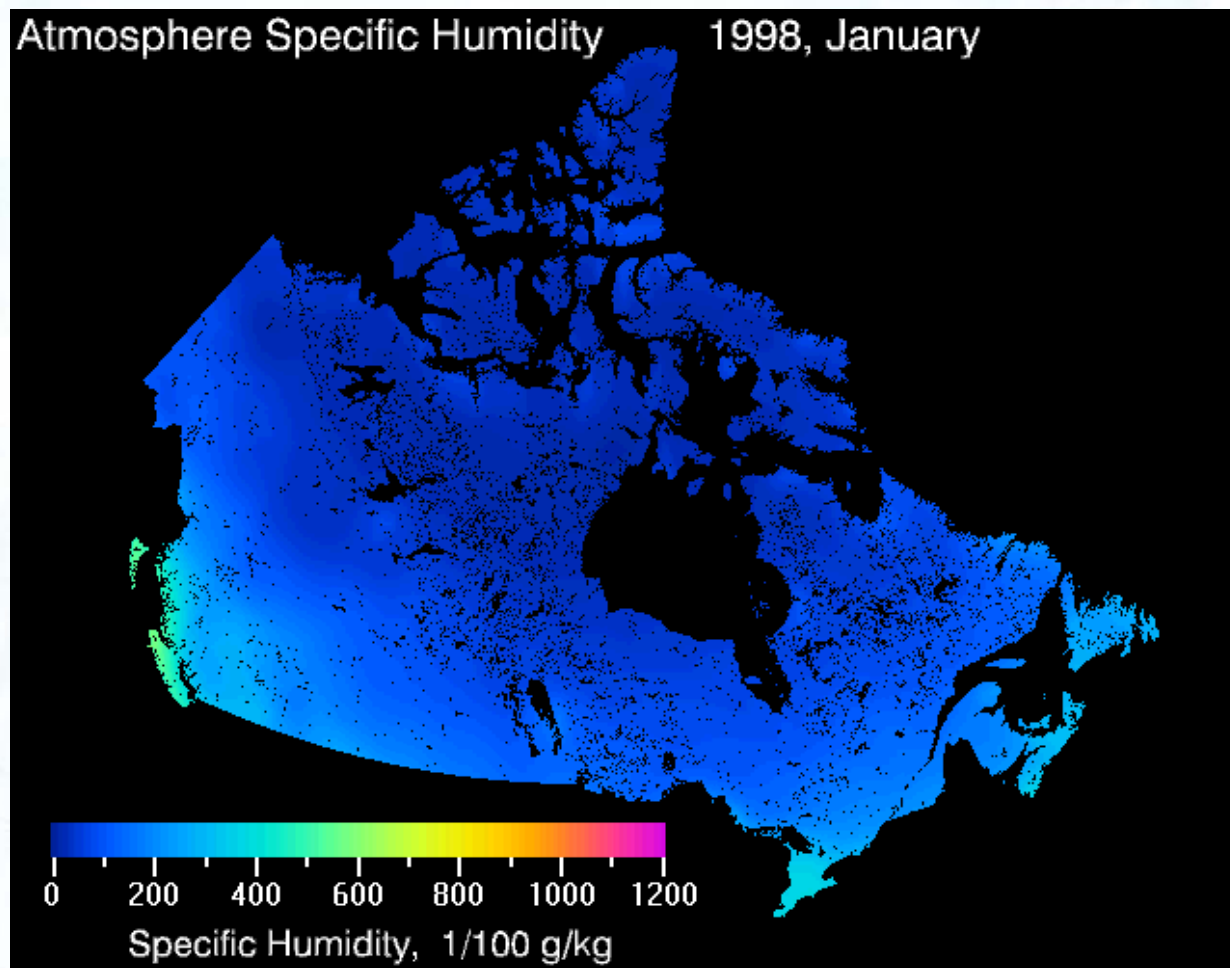 Atmosphere Specific Humidity 1998, January
0 200 400 600 800 1000 1200
Specific Humidity, 1/100 g/kg